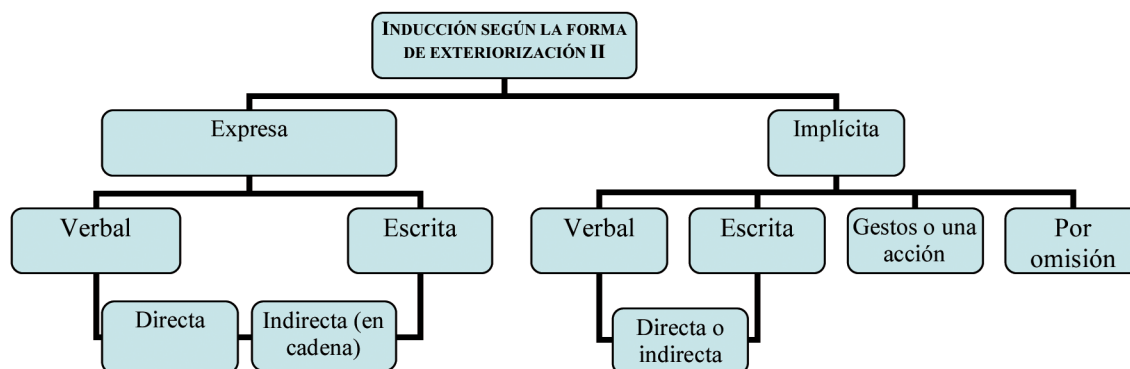 INDUCCIÓN SEGÚN LA FORMA
DE EXTERIORIZACIÓN II
Expresa
Implícita
Verbal
Escrita
Verbal
Escrita
Gestos o una
acción
Por
omisión
Directa
Indirecta (en
cadena)
Directa o
indirecta